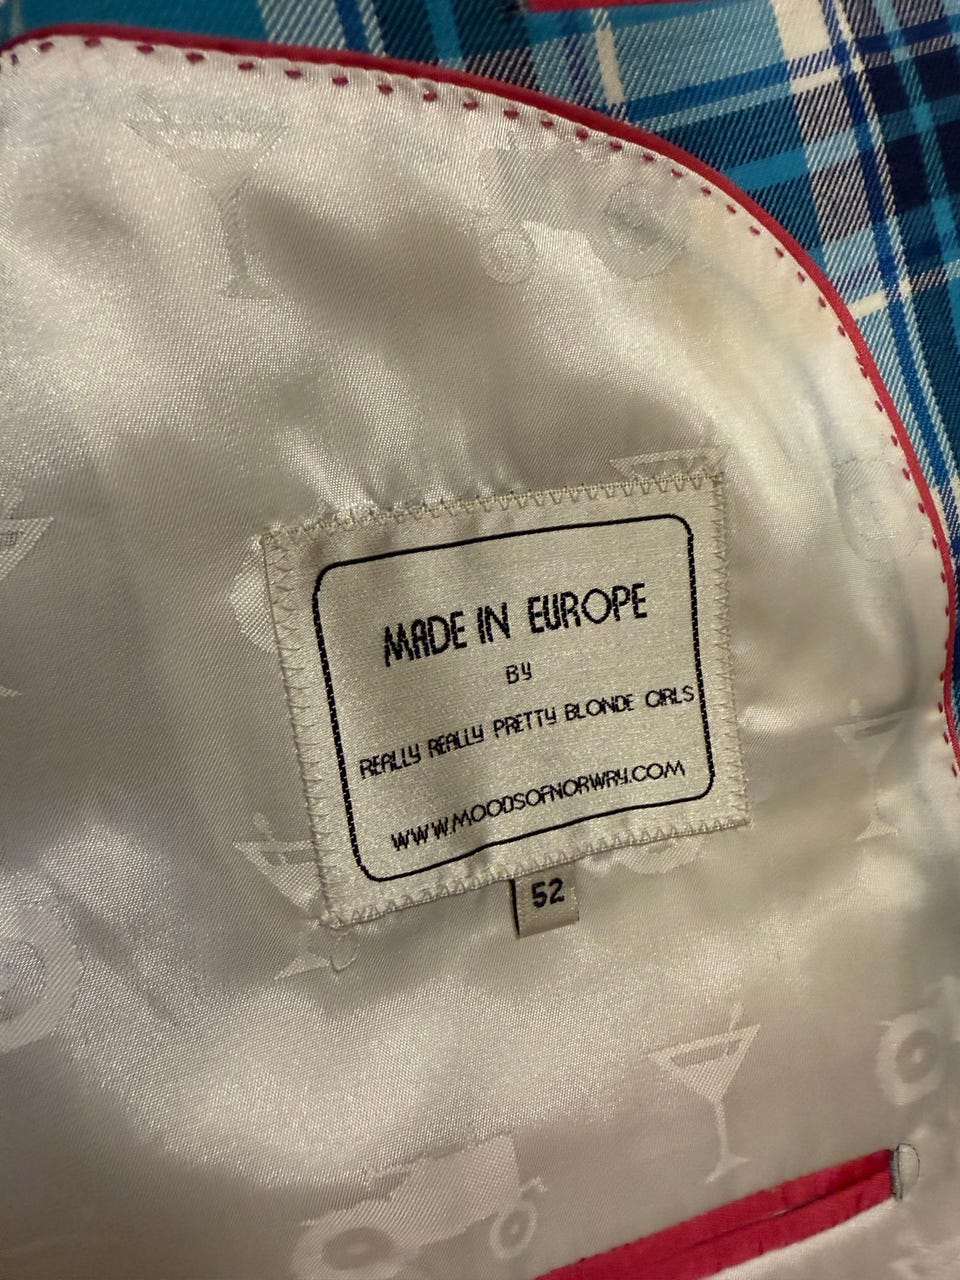 MADE IN EUROPE
BY
REALLY REALLY PRETTY BLONDE GIRLS
WWW.MOODSOFNORWAY.COM
52